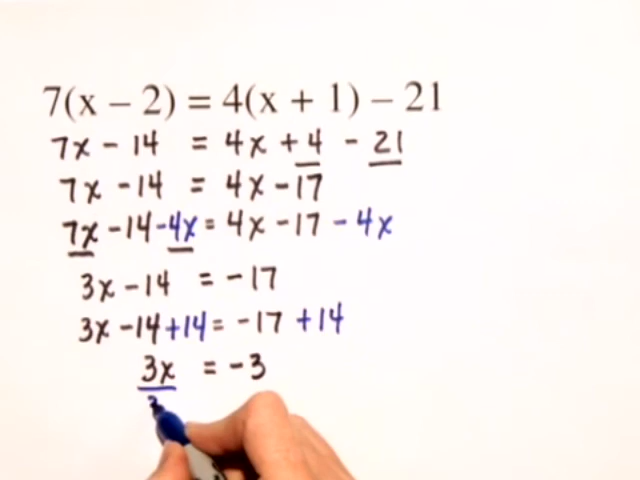 7(x – 2) = 4(x + 1) – 21
7x - 14 = 4x + 4 - 21
7x - 14 = 4x - 17
7x - 14 - 4x = 4x - 17 - 4x
3x - 14 = -17
3x - 14 + 14 = -17 + 14
3x = -3
3